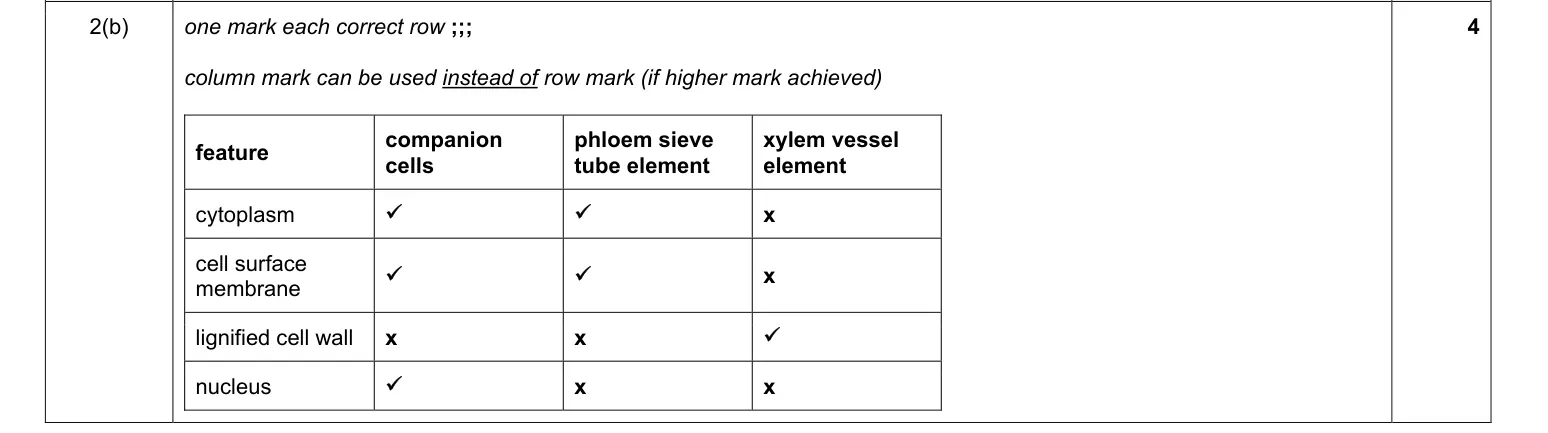 2(b)
one mark each correct row ;;;
4
column mark can be used instead of row mark (if higher mark achieved)
feature companion cells phloem sieve tube element xylem vessel element
cytoplasm ✓ ✓ x
cell surface membrane ✓ ✓ x
lignified cell wall x x ✓
nucleus ✓ x x